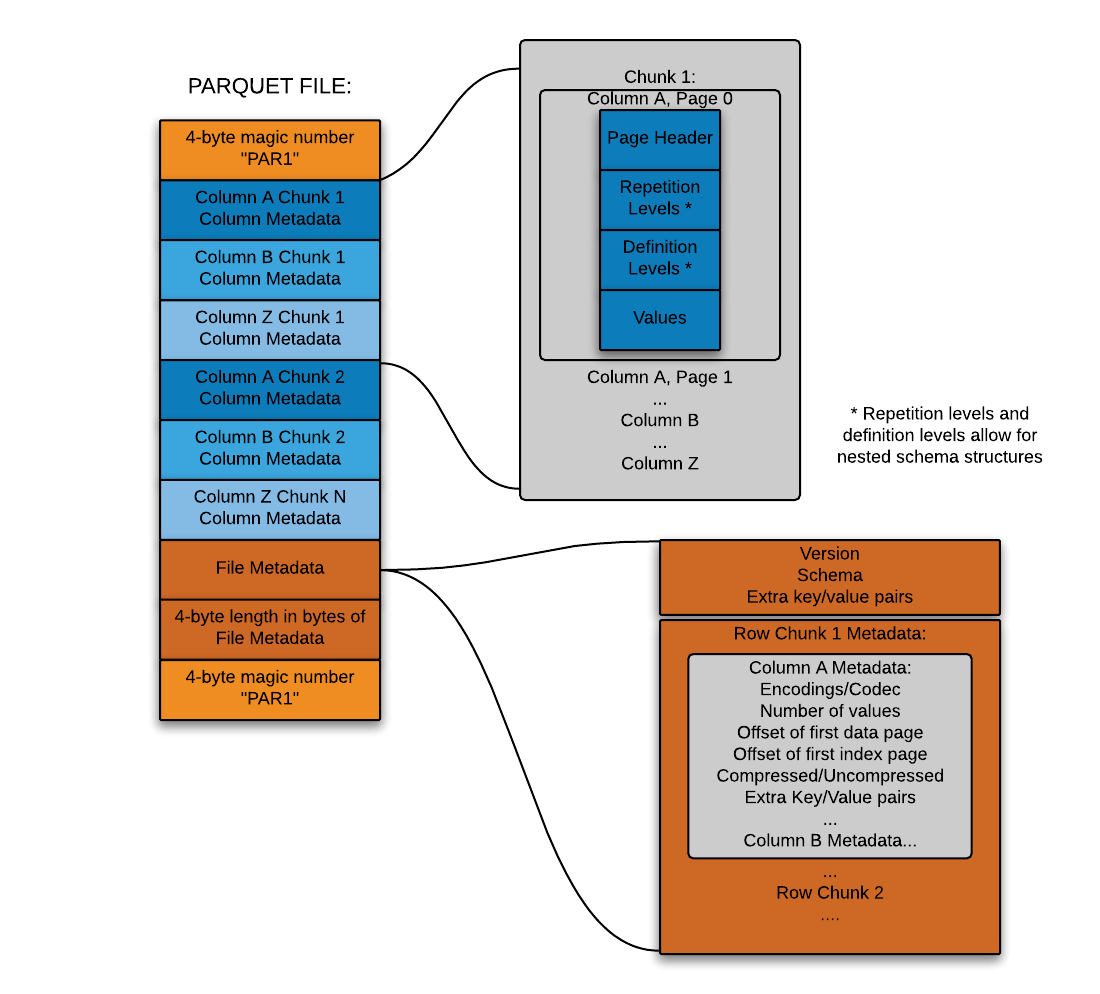 PARQUET FILE:
4-byte magic number
"PAR1"
Column A Chunk 1
Column Metadata
Column B Chunk 1
Column Metadata
Column Z Chunk 1
Column Metadata
Column A Chunk 2
Column Metadata
Column B Chunk 2
Column Metadata
Column Z Chunk N
Column Metadata
File Metadata
4-byte length in bytes of
File Metadata
4-byte magic number
"PAR1"
Chunk 1:
Column A, Page 0
Page Header
Repetition
Levels *
Definition
Levels *
Values
Column A, Page 1
...
Column B
...
Column Z
* Repetition levels and
definition levels allow for
nested schema structures
Version
Schema
Extra key/value pairs
Row Chunk 1 Metadata:
Column A Metadata:
Encodings/Codec
Number of values
Offset of first data page
Offset of first index page
Compressed/Uncompressed
Extra Key/Value pairs
...
Column B Metadata...
...
Row Chunk 2
....